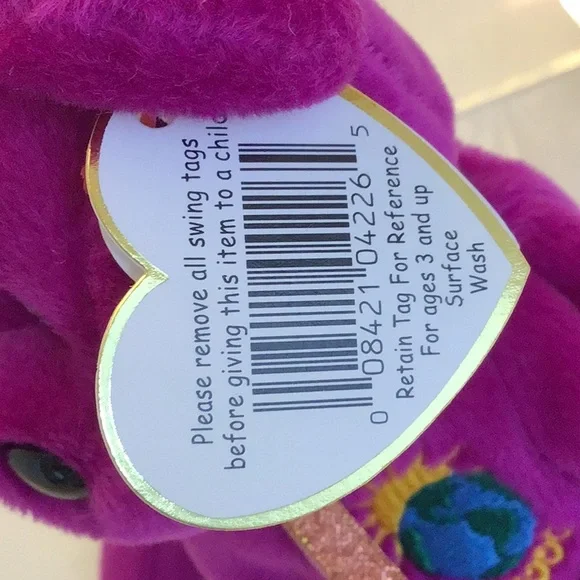 Please remove all swing tags
before giving this item to a child
0 08421 04226 5
Retain Tag For Reference
For ages 3 and up
Surface
Wash